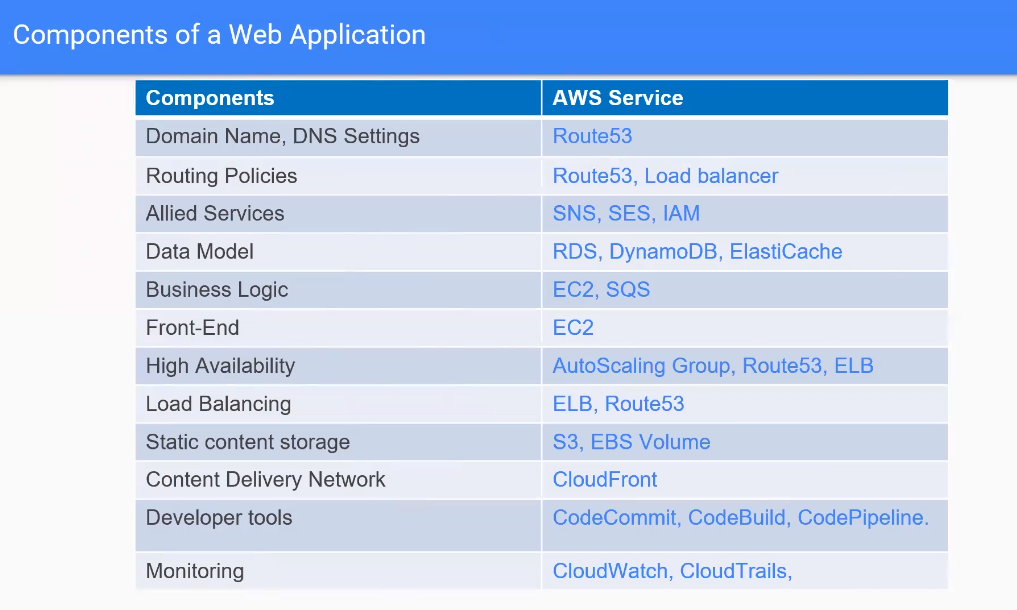 Components of a Web Application
Components AWS Service
Domain Name, DNS Settings Route53
Routing Policies Route53, Load balancer
Allied Services SNS, SES, IAM
Data Model RDS, DynamoDB, ElastiCache
Business Logic EC2, SQS
Front-End EC2
High Availability AutoScaling Group, Route53, ELB
Load Balancing ELB, Route53
Static content storage S3, EBS Volume
Content Delivery Network CloudFront
Developer tools CodeCommit, CodeBuild, CodePipeline.
Monitoring CloudWatch, CloudTrails,